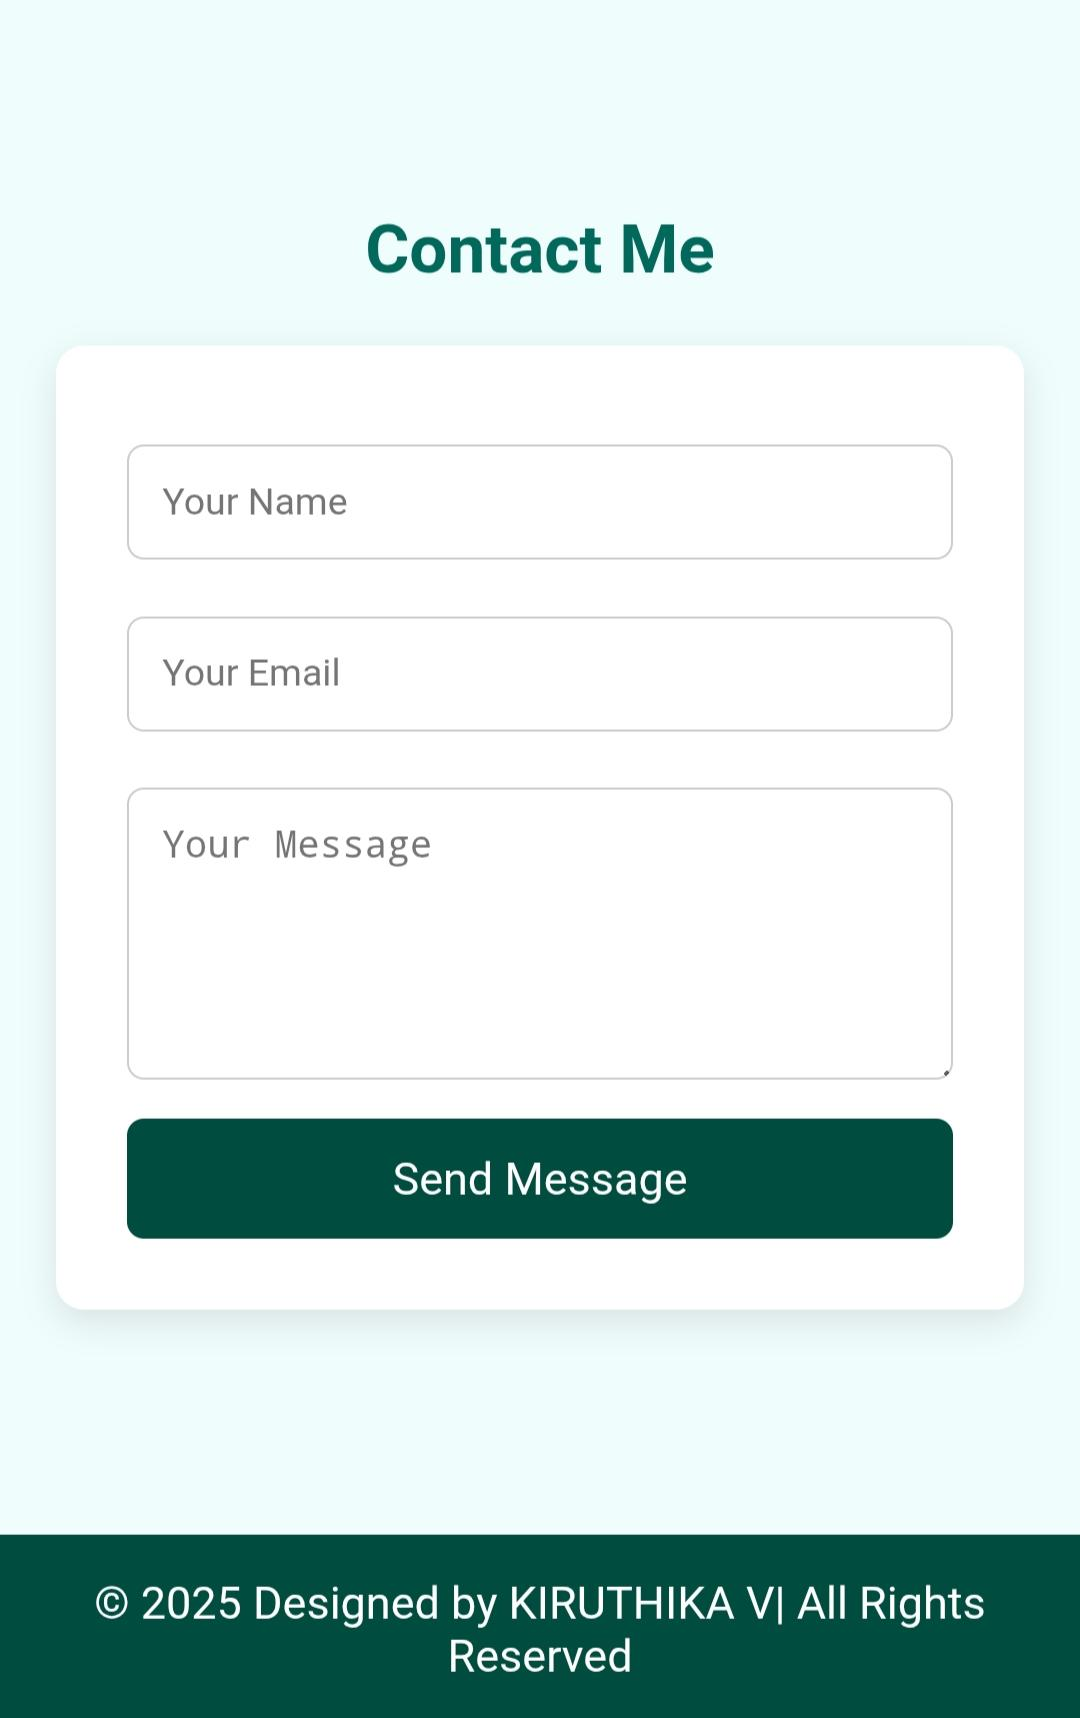 Contact Me
Your Name
Your Email
Your Message
Send Message
© 2025 Designed by KIRUTHIKA V| All Rights
Reserved